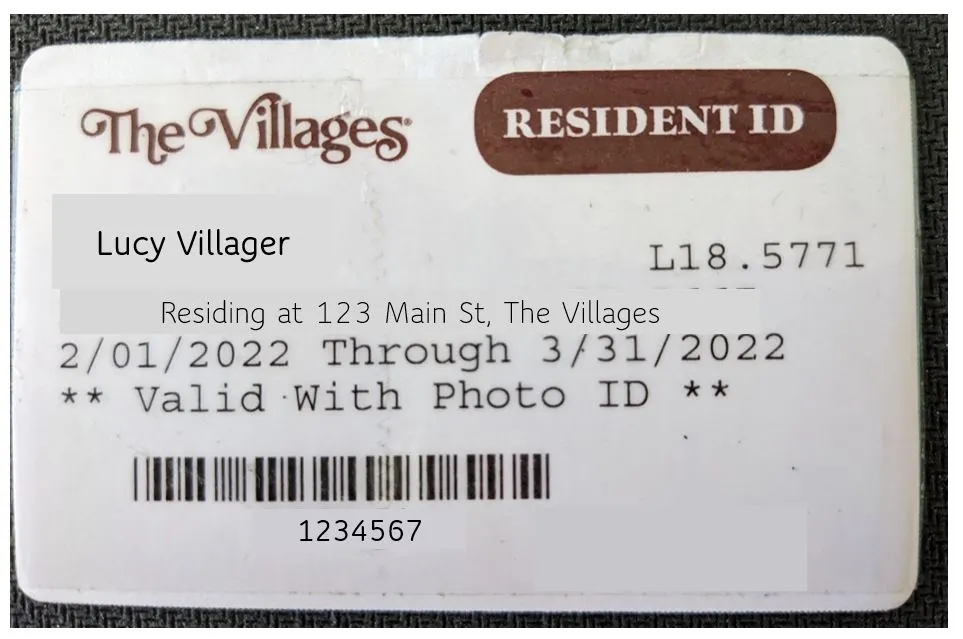 The Villages®
RESIDENT ID
Lucy Villager
L18.5771
Residing at 123 Main St, The Villages
2/01/2022 Through 3/31/2022
** Valid With Photo ID **
1234567